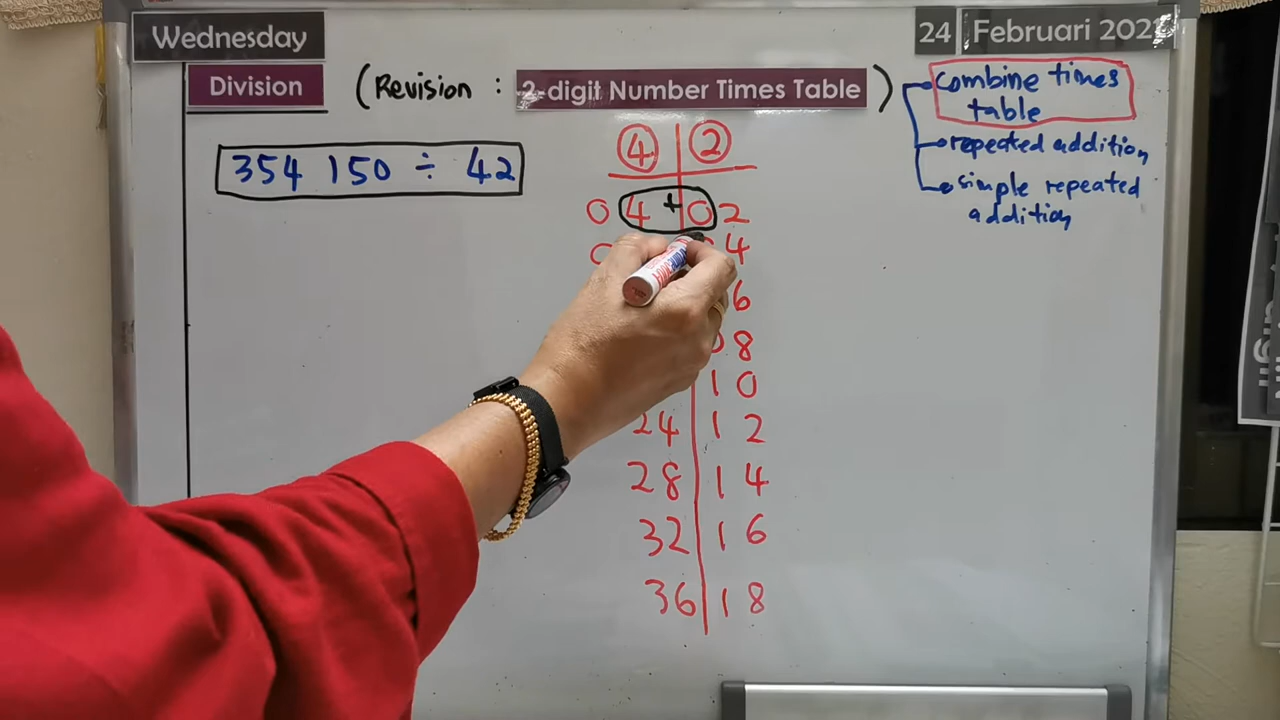 Wednesday
24 Februari 2021
Division
(Revision : 2-digit Number Times Table)
combine times
table
repeated addition
simple repeated
addition
354 150 ÷ 42
4 2
0 4 + 0 2
0 4
6
8
1 0
24 1 2
28 1 4
32 1 6
36 1 8